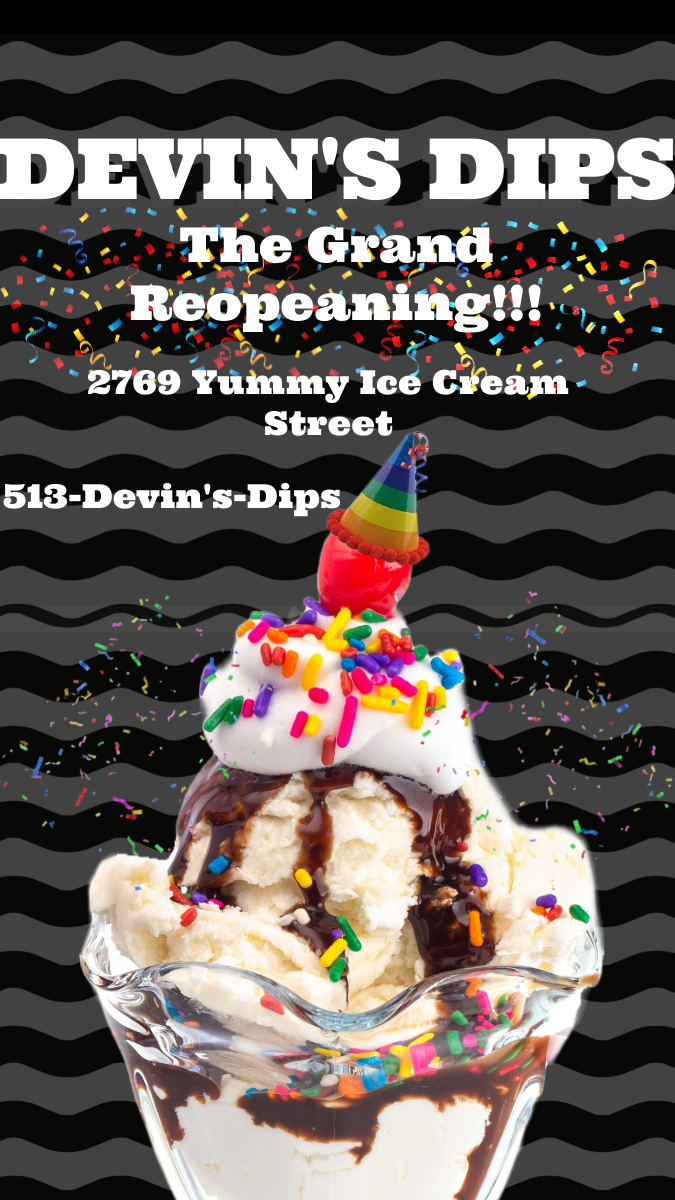 DEVIN'S DIPS
The Grand
Reopeaning!!!
2769 Yummy Ice Cream
Street
513-Devin's-Dips